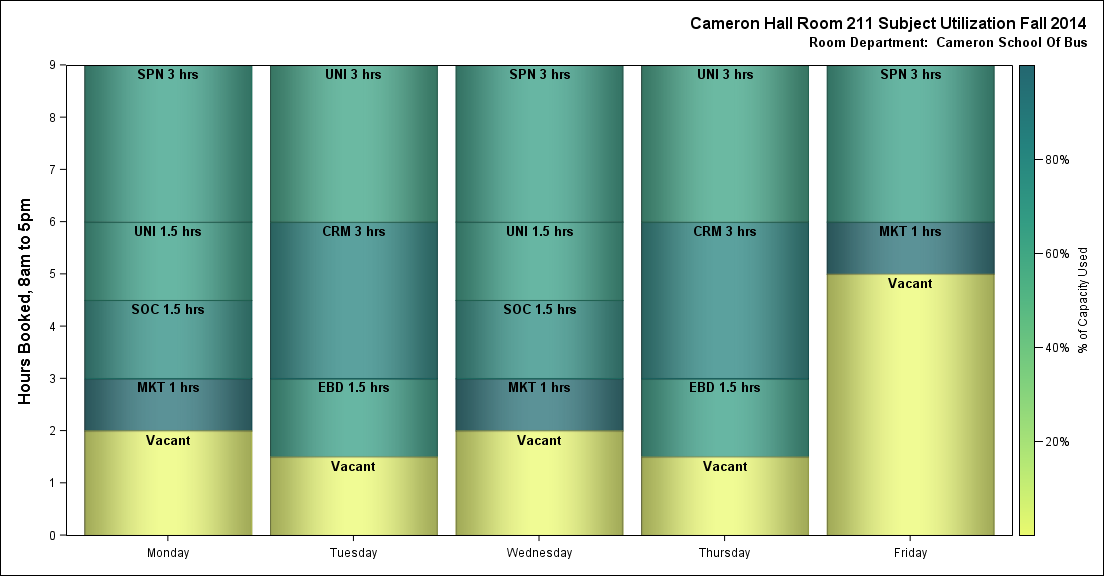 Cameron Hall Room 211 Subject Utilization Fall 2014
Room Department:  Cameron School Of Bus
Hours Booked, 8am to 5pm
9
8
7
6
5
4
3
2
1
0
SPN 3 hrs
UNI 1.5 hrs
SOC 1.5 hrs
MKT 1 hrs
Vacant
Monday
UNI 3 hrs
CRM 3 hrs
EBD 1.5 hrs
Vacant
Tuesday
SPN 3 hrs
UNI 1.5 hrs
SOC 1.5 hrs
MKT 1 hrs
Vacant
Wednesday
UNI 3 hrs
CRM 3 hrs
EBD 1.5 hrs
Vacant
Thursday
SPN 3 hrs
MKT 1 hrs
Vacant
Friday
80%
60%
40%
20%
% of Capacity Used